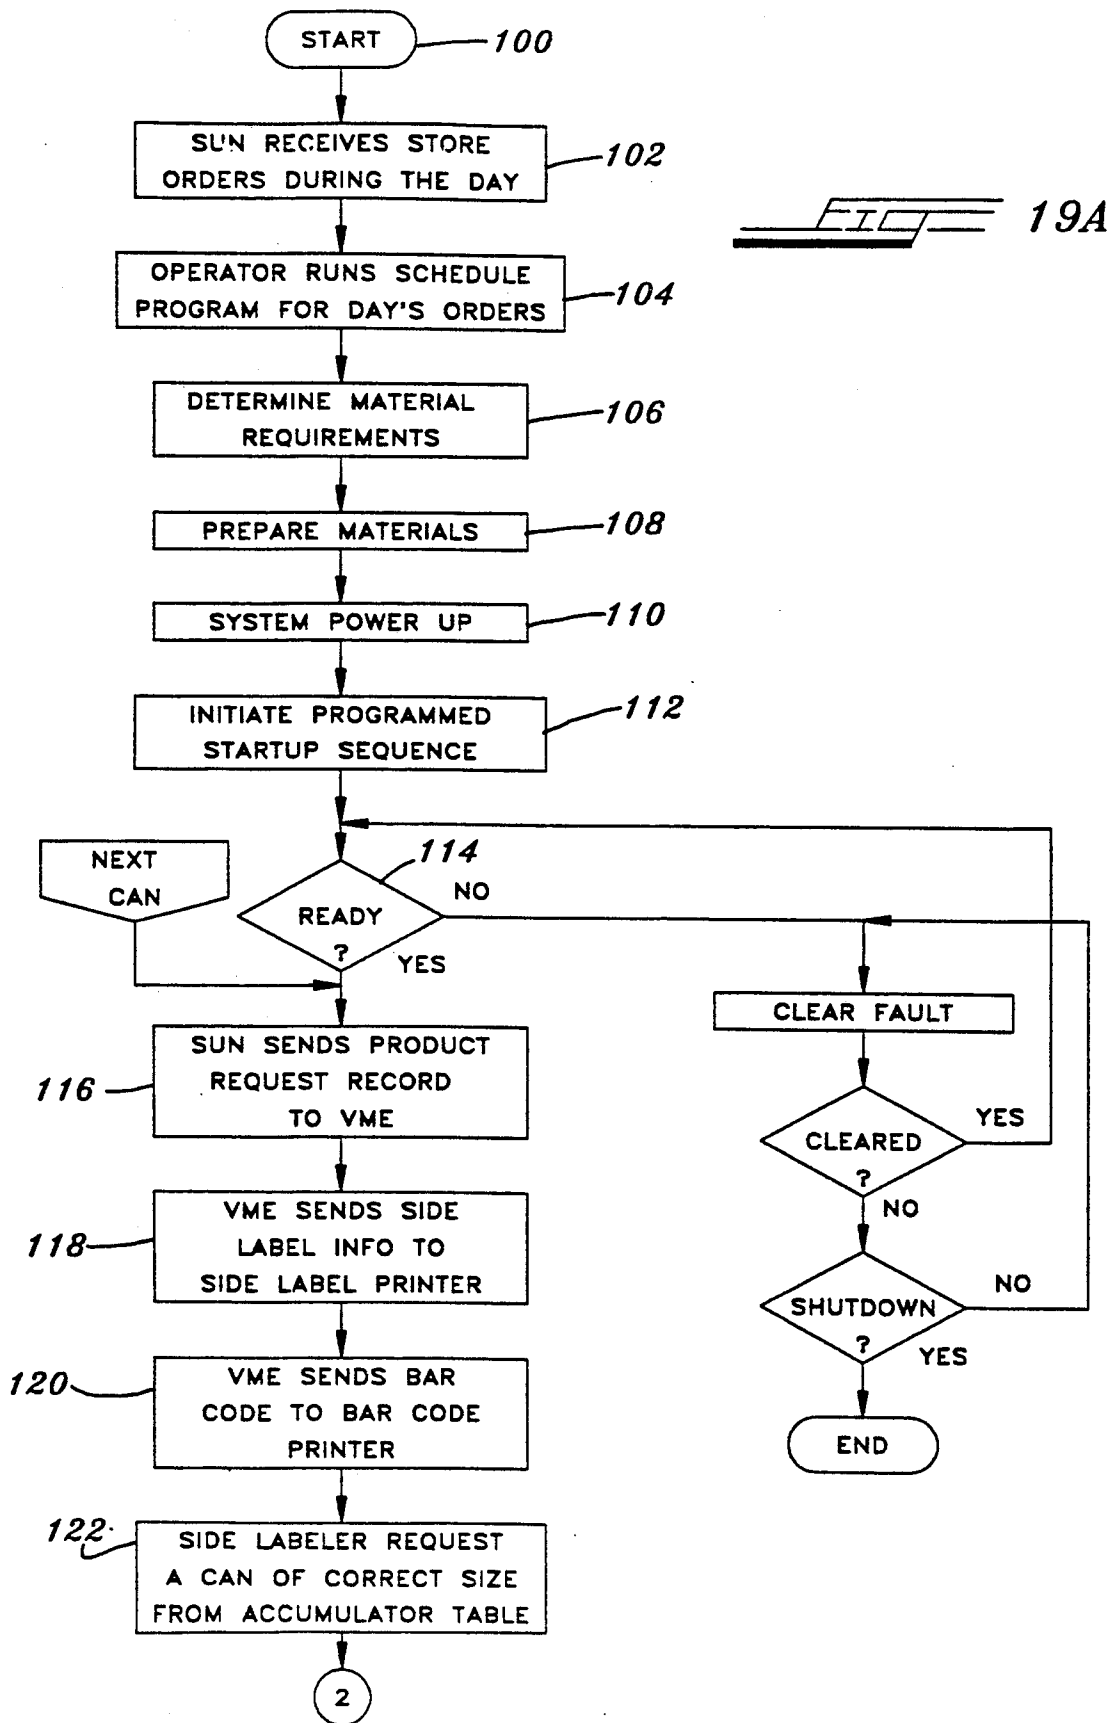 START
100
SUN RECEIVES STORE
ORDERS DURING THE DAY
102
FIG 19A
OPERATOR RUNS SCHEDULE
PROGRAM FOR DAY'S ORDERS
104
DETERMINE MATERIAL
REQUIREMENTS
106
PREPARE MATERIALS
108
SYSTEM POWER UP
110
INITIATE PROGRAMMED
STARTUP SEQUENCE
112
NEXT
CAN
114
READY
?
NO
YES
CLEAR FAULT
SUN SENDS PRODUCT
REQUEST RECORD
TO VME
116
CLEARED
?
YES
NO
VME SENDS SIDE
LABEL INFO TO
SIDE LABEL PRINTER
118
SHUTDOWN
?
NO
YES
VME SENDS BAR
CODE TO BAR CODE
PRINTER
120
END
122
SIDE LABELER REQUEST
A CAN OF CORRECT SIZE
FROM ACCUMULATOR TABLE
2